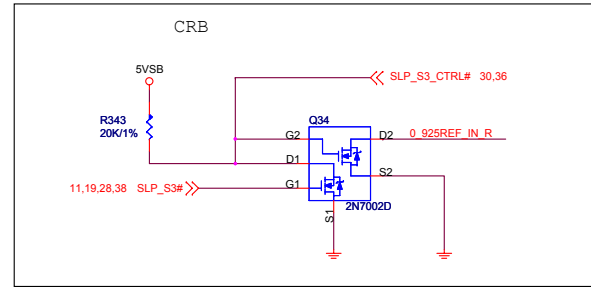 CRB
5VSB
SLP_S3_CTRL# 30,36
R343
20K/1%
Q34
G2
D2
0_925REF_IN_R
D1
S2
11,19,28,38 SLP_S3#
G1
2N7002D
S1